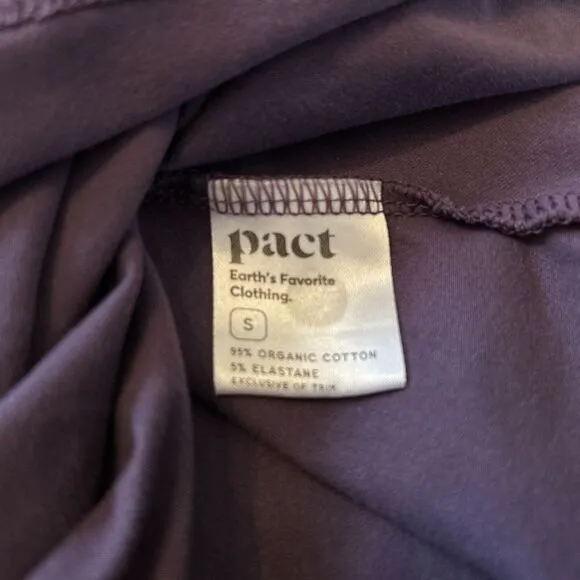 pact
Earth's Favorite
Clothing.
S
95% ORGANIC COTTON
5% ELASTANE
EXCLUSIVE OF TRIM